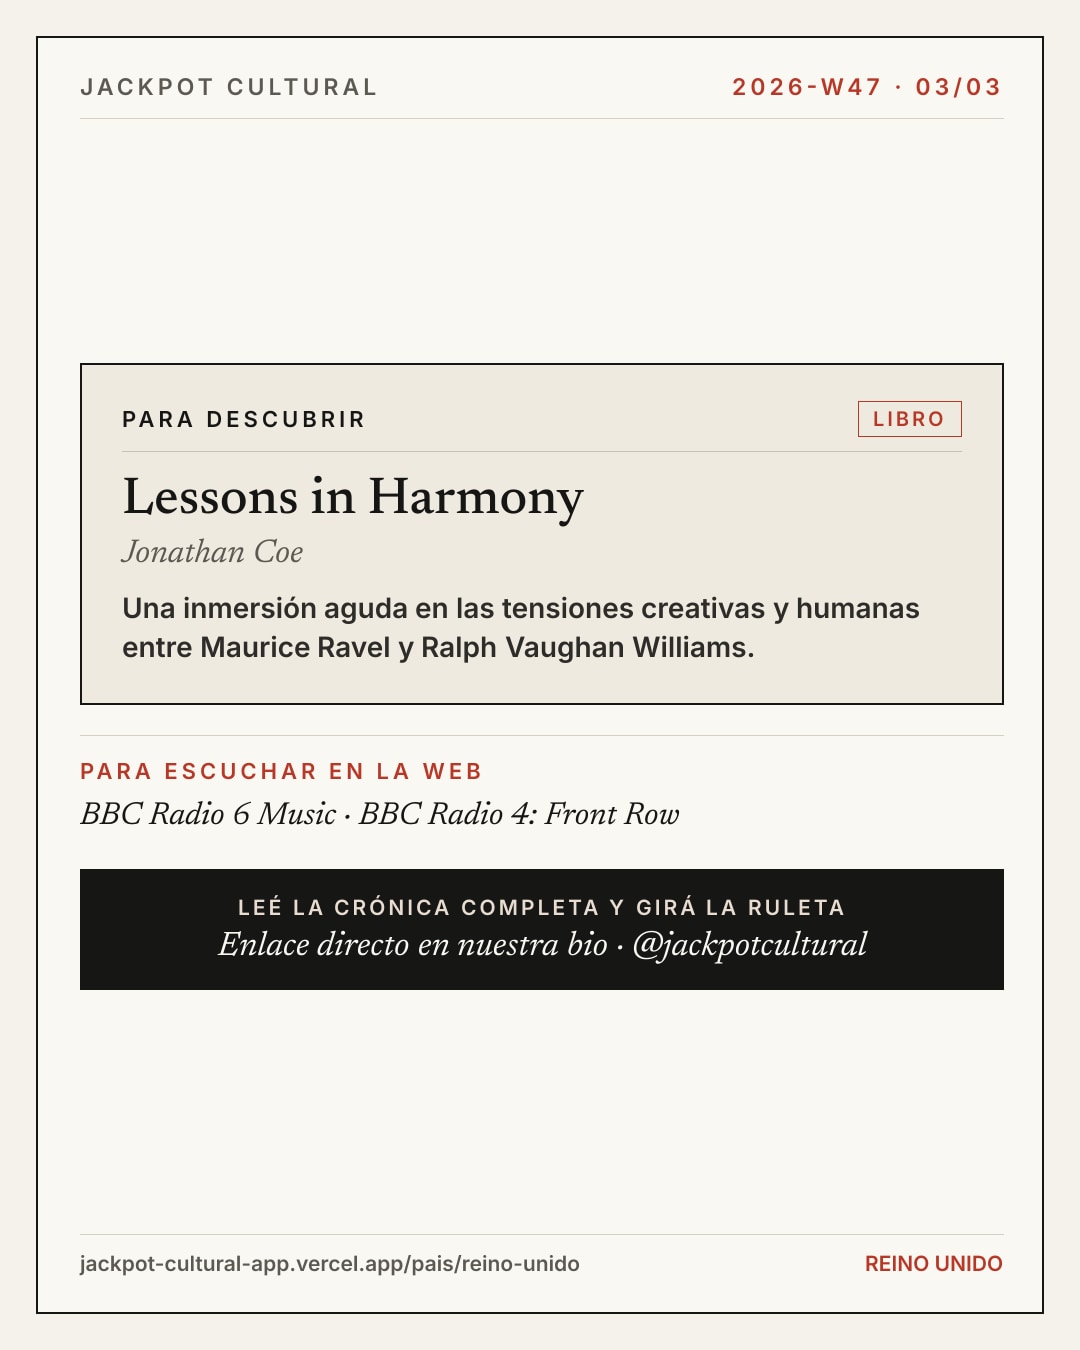 JACKPOT CULTURAL
2026-W47 · 03/03
PARA DESCUBRIR
LIBRO
Lessons in Harmony
Jonathan Coe
Una inmersión aguda en las tensiones creativas y humanas
entre Maurice Ravel y Ralph Vaughan Williams.
PARA ESCUCHAR EN LA WEB
BBC Radio 6 Music · BBC Radio 4: Front Row
LEÉ LA CRÓNICA COMPLETA Y GIRÁ LA RULETA
Enlace directo en nuestra bio · @jackpotcultural
jackpot-cultural-app.vercel.app/pais/reino-unido
REINO UNIDO